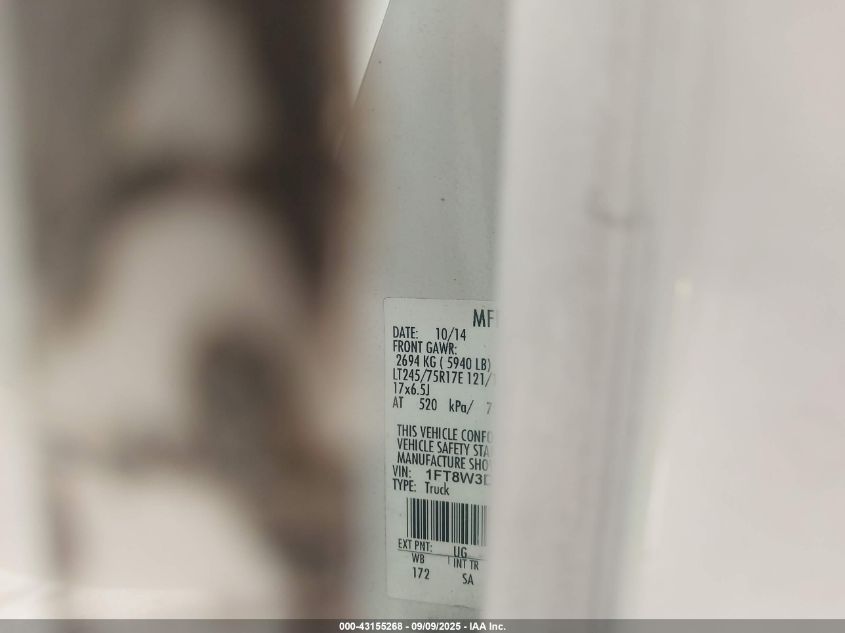 MF
DATE: 10/14
FRONT GAWR:
2694 KG ( 5940 LB)
LT245/75R17E 121/
17x6.5J
AT 520 kPa/ 7
THIS VEHICLE CONFO
VEHICLE SAFETY STA
MANUFACTURE SHO
VIN: 1FT8W3D
TYPE: Truck
EXT PNT: UG
WB INT TR
172 SA
000-43155268 - 09/09/2025 - IAA Inc.